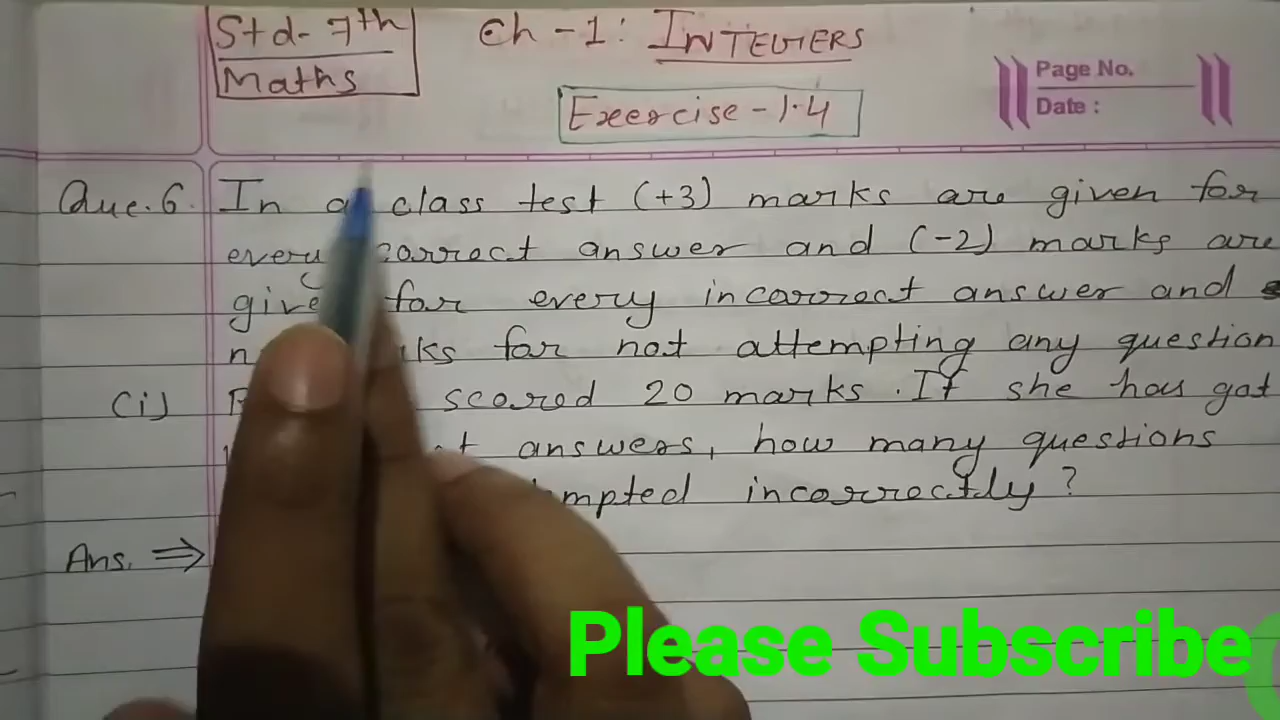 Std- 7th
Maths
Ch - 1: INTEGERS
Exercise - 1.4
Page No.
Date :
Que. 6. In a class test (+3) marks are given for
every correct answer and (-2) marks are
give for every incorrect answer and
for not attempting any question
(i) scored 20 marks. If she has got
answers, how many questions
incorrectly?
Ans. ⇒
Please Subscribe